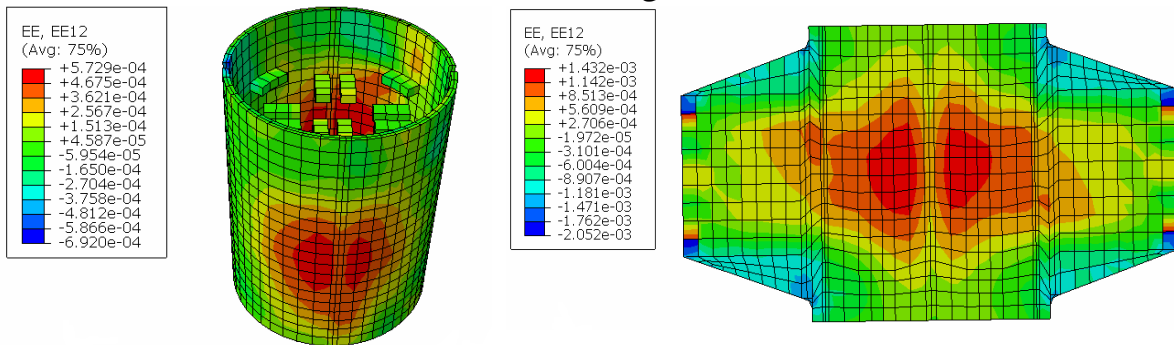 EE, EE12
(Avg: 75%)
+5.729e-04
+4.675e-04
+3.621e-04
+2.567e-04
+1.513e-04
+4.587e-05
-5.954e-05
-1.650e-04
-2.704e-04
-3.758e-04
-4.812e-04
-5.866e-04
-6.920e-04
EE, EE12
(Avg: 75%)
+1.432e-03
+1.142e-03
+8.513e-04
+5.609e-04
+2.706e-04
-1.972e-05
-3.101e-04
-6.004e-04
-8.907e-04
-1.181e-03
-1.471e-03
-1.762e-03
-2.052e-03